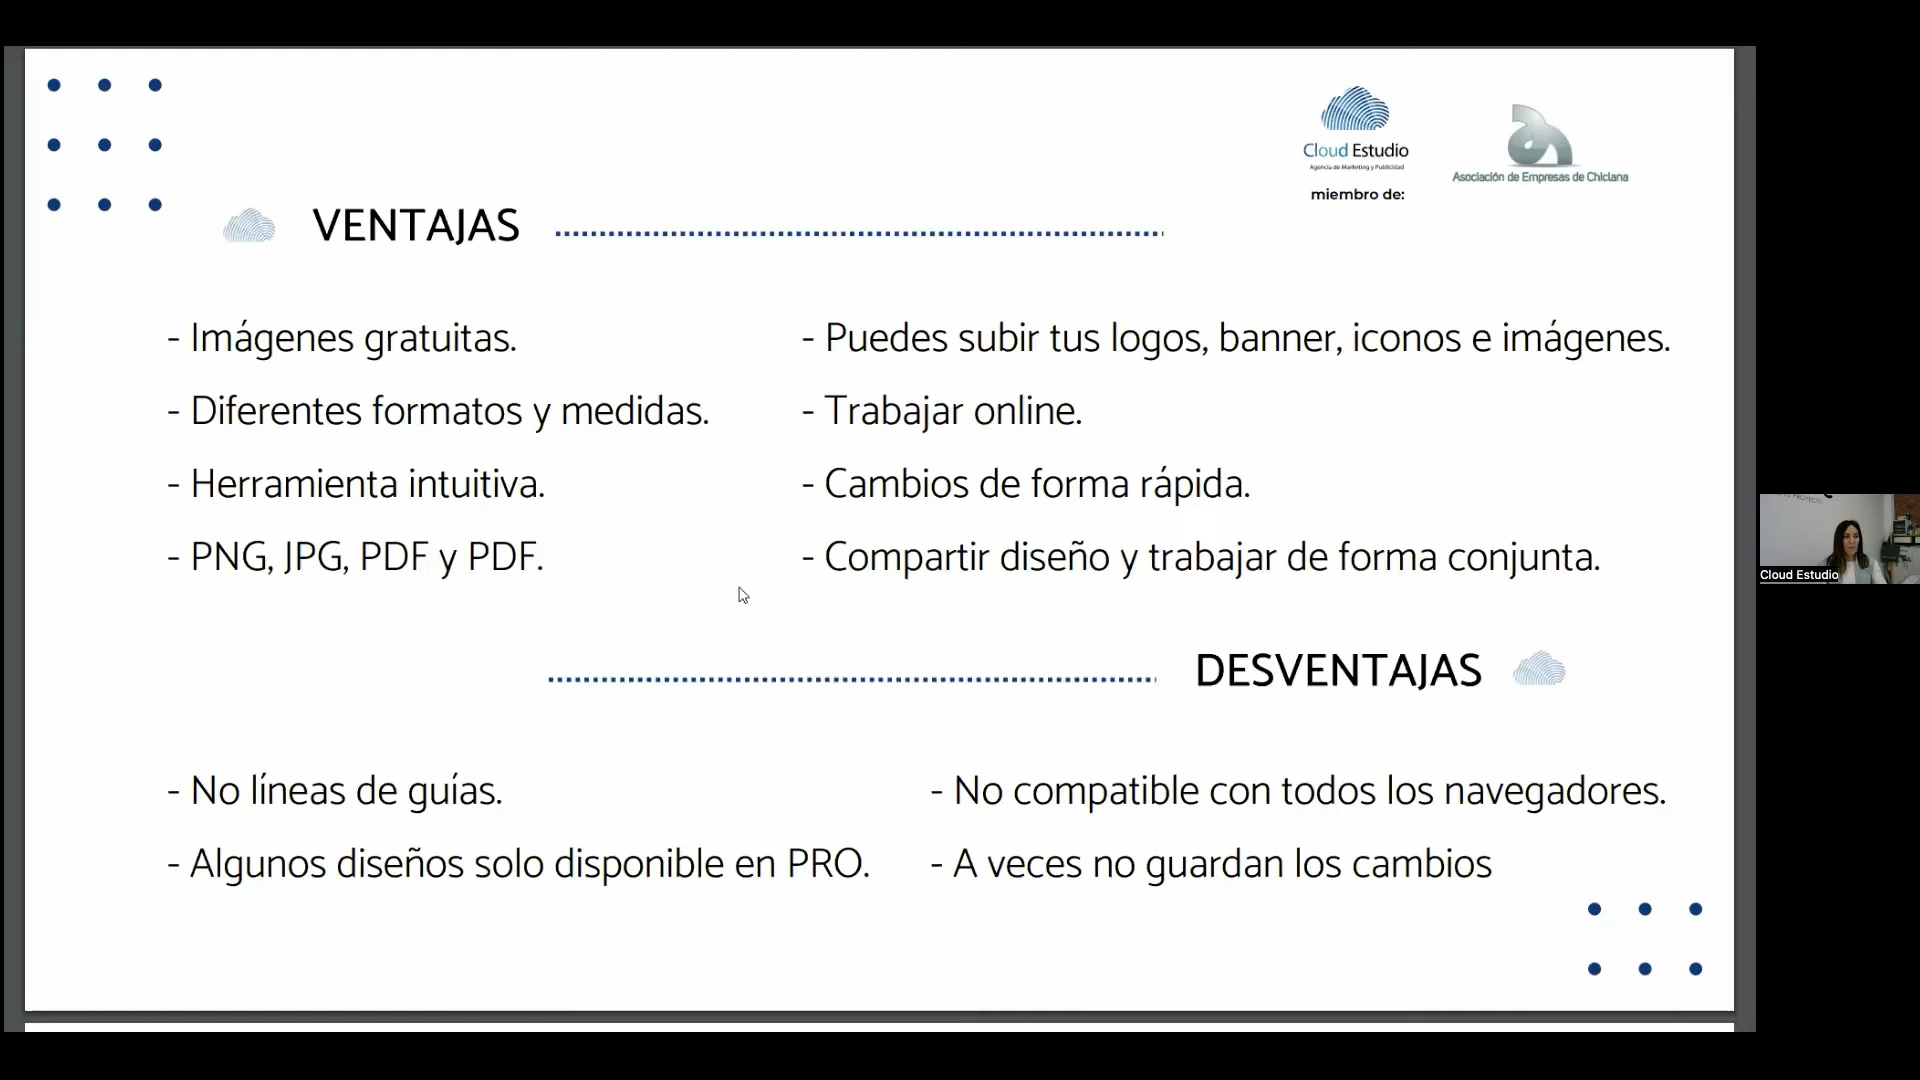 Cloud Estudio
Agencia de Marketing y Publicidad
miembro de:
Asociación de Empresas de Chiclana
VENTAJAS
- Imágenes gratuitas.
- Diferentes formatos y medidas.
- Herramienta intuitiva.
- PNG, JPG, PDF y PDF.
- Puedes subir tus logos, banner, iconos e imágenes.
- Trabajar online.
- Cambios de forma rápida.
- Compartir diseño y trabajar de forma conjunta.
DESVENTAJAS
- No líneas de guías.
- Algunos diseños solo disponible en PRO.
- No compatible con todos los navegadores.
- A veces no guardan los cambios
PROYECTO
Cloud Estudio